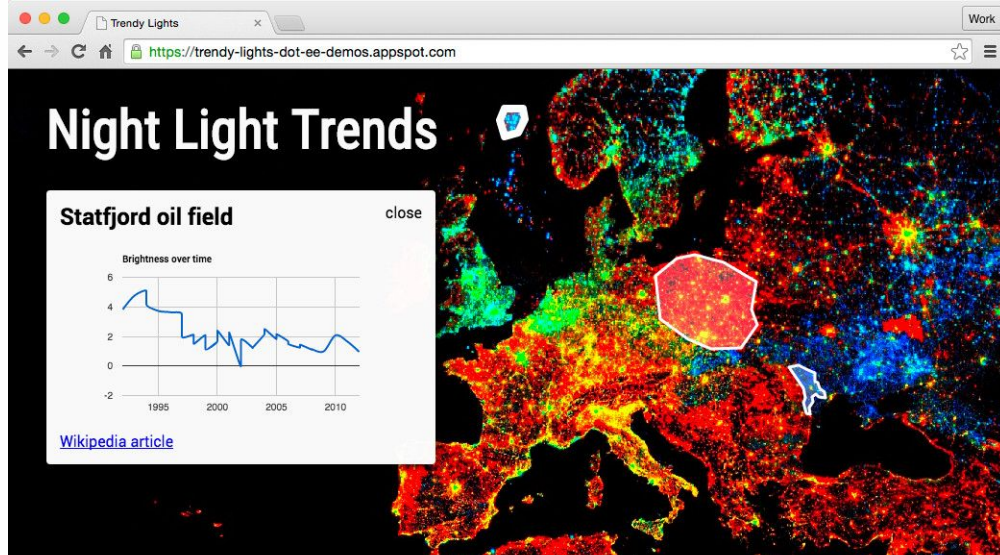 Trendy Lights
Work
https://trendy-lights-dot-ee-demos.appspot.com
Night Light Trends
Statfjord oil field
close
Brightness over time
6
4
2
0
-2
1995 2000 2005 2010
Wikipedia article